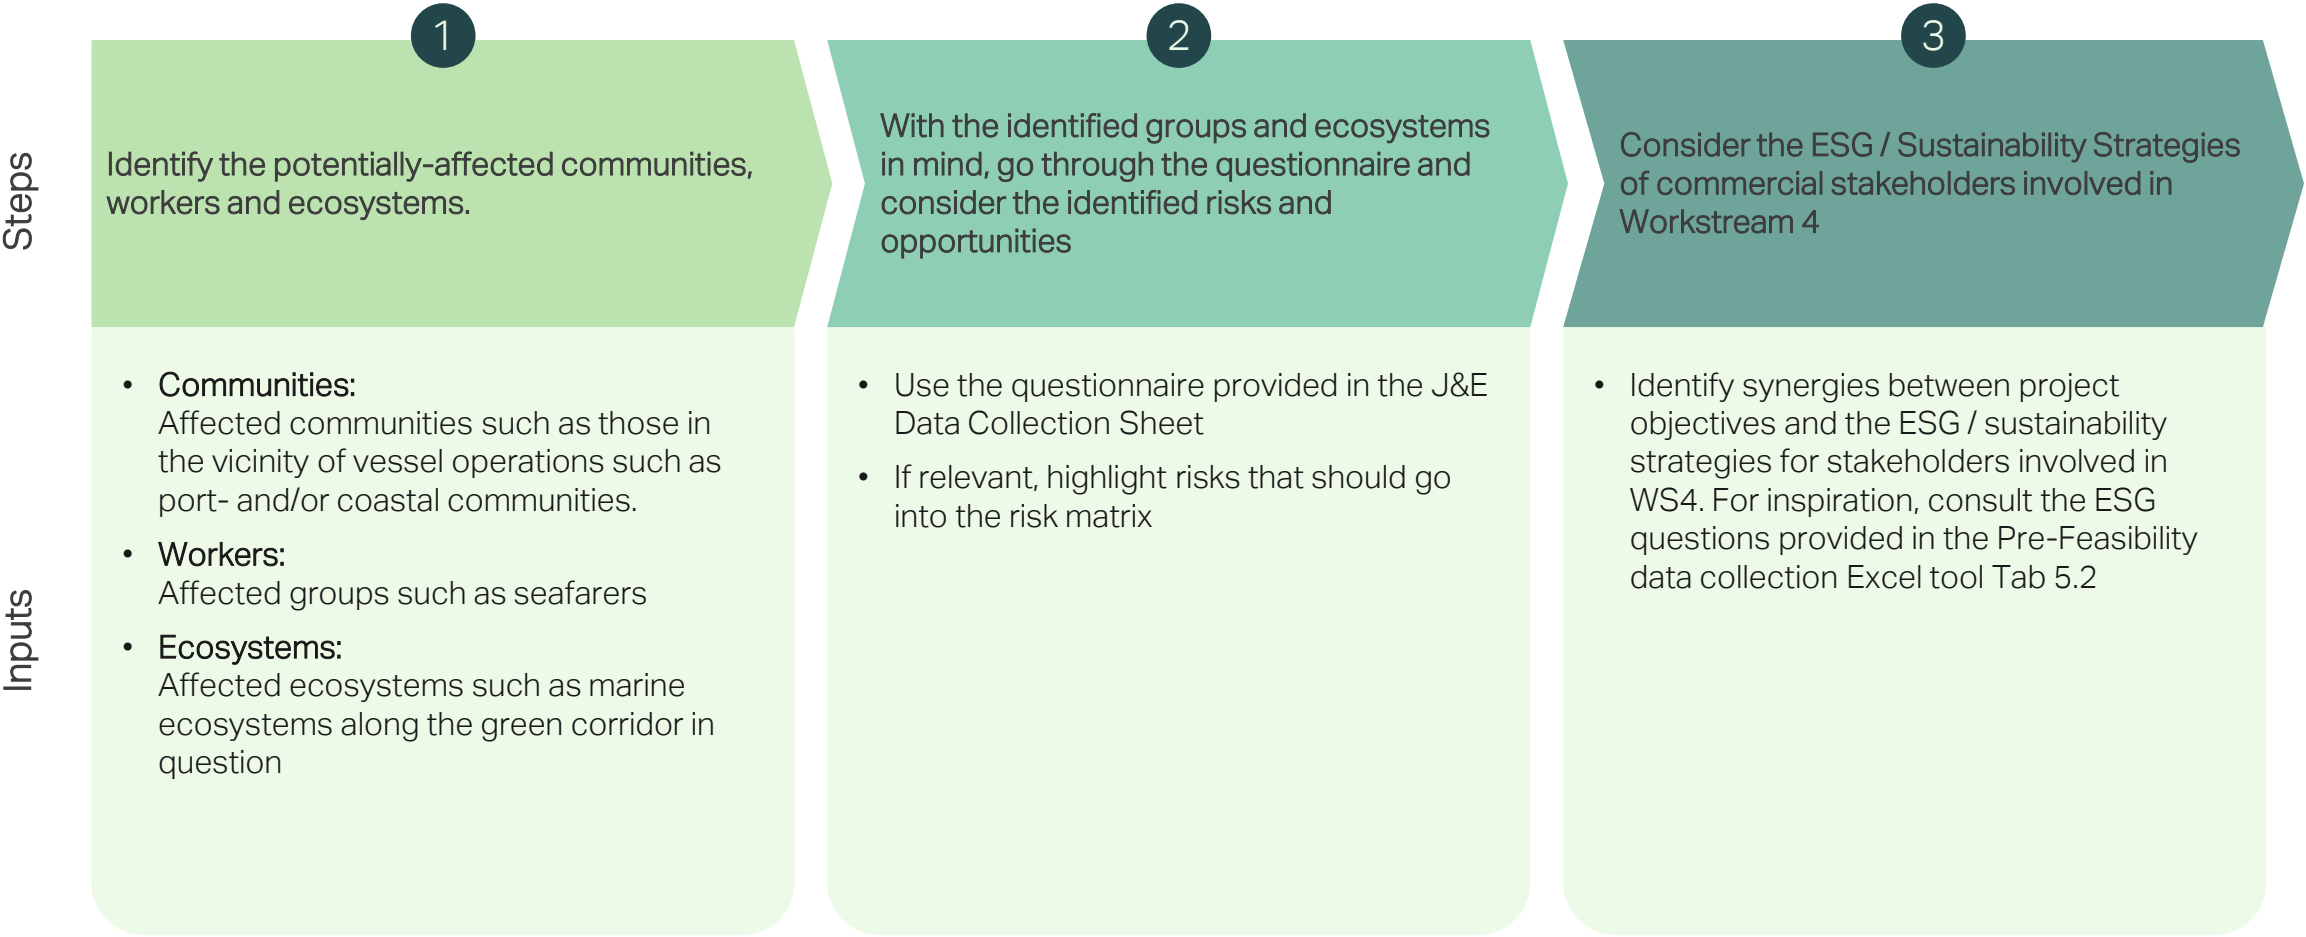 Steps
1
Identify the potentially-affected communities,
workers and ecosystems.
2
With the identified groups and ecosystems
in mind, go through the questionnaire and
consider the identified risks and
opportunities
3
Consider the ESG / Sustainability Strategies
of commercial stakeholders involved in
Workstream 4
Inputs
• Communities:
Affected communities such as those in
the vicinity of vessel operations such as
port- and/or coastal communities.
• Workers:
Affected groups such as seafarers
• Ecosystems:
Affected ecosystems such as marine
ecosystems along the green corridor in
question
• Use the questionnaire provided in the J&E
Data Collection Sheet
• If relevant, highlight risks that should go
into the risk matrix
• Identify synergies between project
objectives and the ESG / sustainability
strategies for stakeholders involved in
WS4. For inspiration, consult the ESG
questions provided in the Pre-Feasibility
data collection Excel tool Tab 5.2